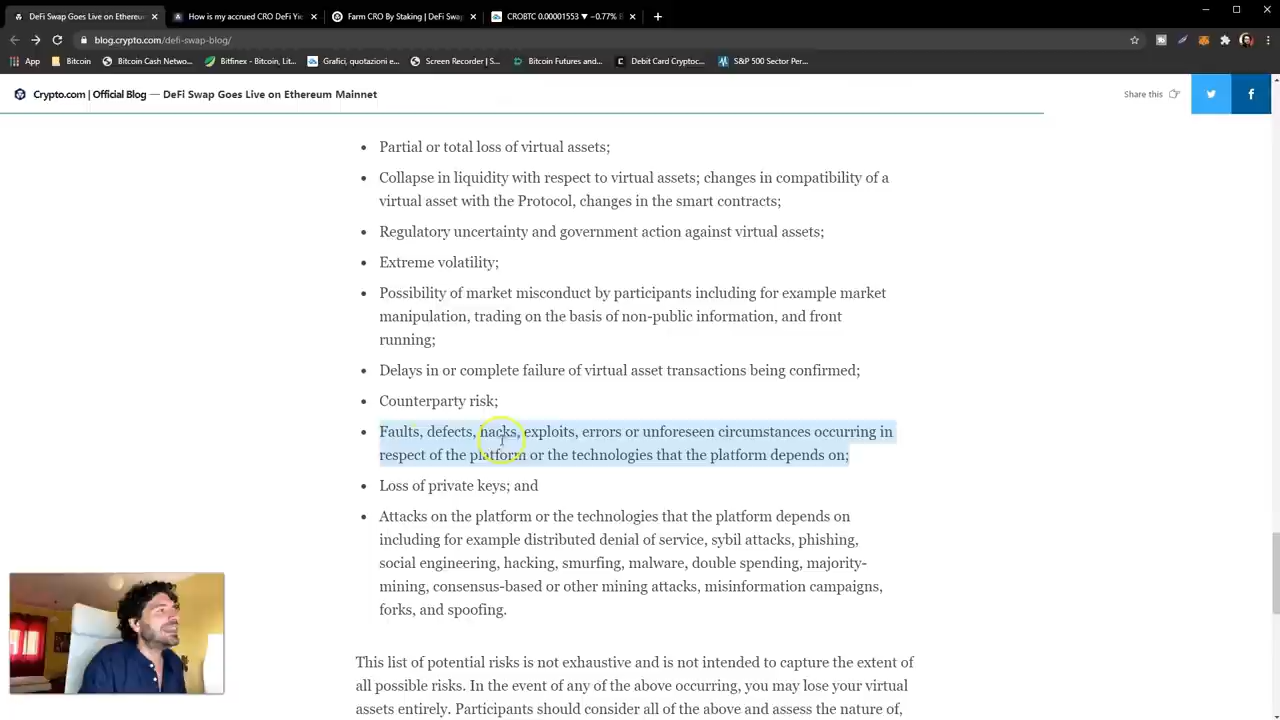 DeFi Swap Goes Live on Ethereum
How is my accrued CRO DeFi Yie
Farm CRO By Staking | DeFi Swap
CROBTC 0.00001553 ▼ −0.77%
blog.crypto.com/defi-swap-blog/
App
Bitcoin
Bitcoin Cash Netw...
Bitfinex - Bitcoin, Lit...
Grafici, quotazioni e...
Screen Recorder | S...
Bitcoin Futures and...
Debit Card Cryptoc...
S&P 500 Sector Per...
Crypto.com | Official Blog — DeFi Swap Goes Live on Ethereum Mainnet
Share this
• Partial or total loss of virtual assets;
• Collapse in liquidity with respect to virtual assets; changes in compatibility of a
virtual asset with the Protocol, changes in the smart contracts;
• Regulatory uncertainty and government action against virtual assets;
• Extreme volatility;
• Possibility of market misconduct by participants including for example market
manipulation, trading on the basis of non-public information, and front
running;
• Delays in or complete failure of virtual asset transactions being confirmed;
• Counterparty risk;
• Faults, defects, hacks, exploits, errors or unforeseen circumstances occurring in
respect of the platform or the technologies that the platform depends on;
• Loss of private keys; and
• Attacks on the platform or the technologies that the platform depends on
including for example distributed denial of service, sybil attacks, phishing,
social engineering, hacking, smurfing, malware, double spending, majority-
mining, consensus-based or other mining attacks, misinformation campaigns,
forks, and spoofing.
This list of potential risks is not exhaustive and is not intended to capture the extent of
all possible risks. In the event of any of the above occurring, you may lose your virtual
assets entirely. Participants should consider all of the above and assess the nature of,